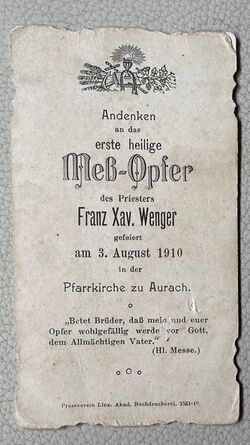 Andenken
an das
erste heilige
Meß-Opfer
des Priesters
Franz Xav. Wenger
gefeiert
am 3. August 1910
in der
Pfarrkirche zu Aurach.
„Betet Brüder, daß mein und euer
Opfer wohlgefällig werde vor Gott,
dem Allmächtigen Vater.“
(Hl. Messe.)
Pressverein Linz. Akad. Buchdruckerei.